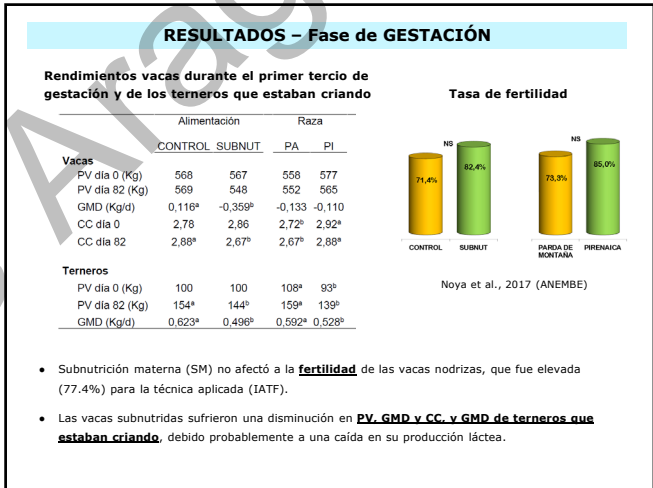 RESULTADOS – Fase de GESTACIÓN
Rendimientos vacas durante el primer tercio de
gestación y de los terneros que estaban criando
Alimentación Raza
CONTROL SUBNUT PA PI
Vacas
PV día 0 (Kg) 568 567 558 577
PV día 82 (Kg) 569 548 552 565
GMD (Kg/d) 0,116ᵃ -0,359ᵇ -0,133 -0,110
CC día 0 2,78 2,86 2,72ᵇ 2,92ᵃ
CC día 82 2,88ᵃ 2,67ᵇ 2,67ᵇ 2,88ᵃ
Terneros
PV día 0 (Kg) 100 100 108ᵃ 93ᵇ
PV día 82 (Kg) 154ᵃ 144ᵇ 159ᵃ 139ᵇ
GMD (Kg/d) 0,623ᵃ 0,496ᵇ 0,592ᵃ 0,528ᵇ
Tasa de fertilidad
NS NS
71,4% 82,4% 73,3% 85,0%
CONTROL SUBNUT PARDA DE PIRENAICA
MONTAÑA
Noya et al., 2017 (ANEMBE)
● Subnutrición materna (SM) no afectó a la fertilidad de las vacas nodrizas, que fue elevada
(77.4%) para la técnica aplicada (IATF).
● Las vacas subnutridas sufrieron una disminución en PV, GMD y CC, y GMD de terneros que
estaban criando, debido probablemente a una caída en su producción láctea.